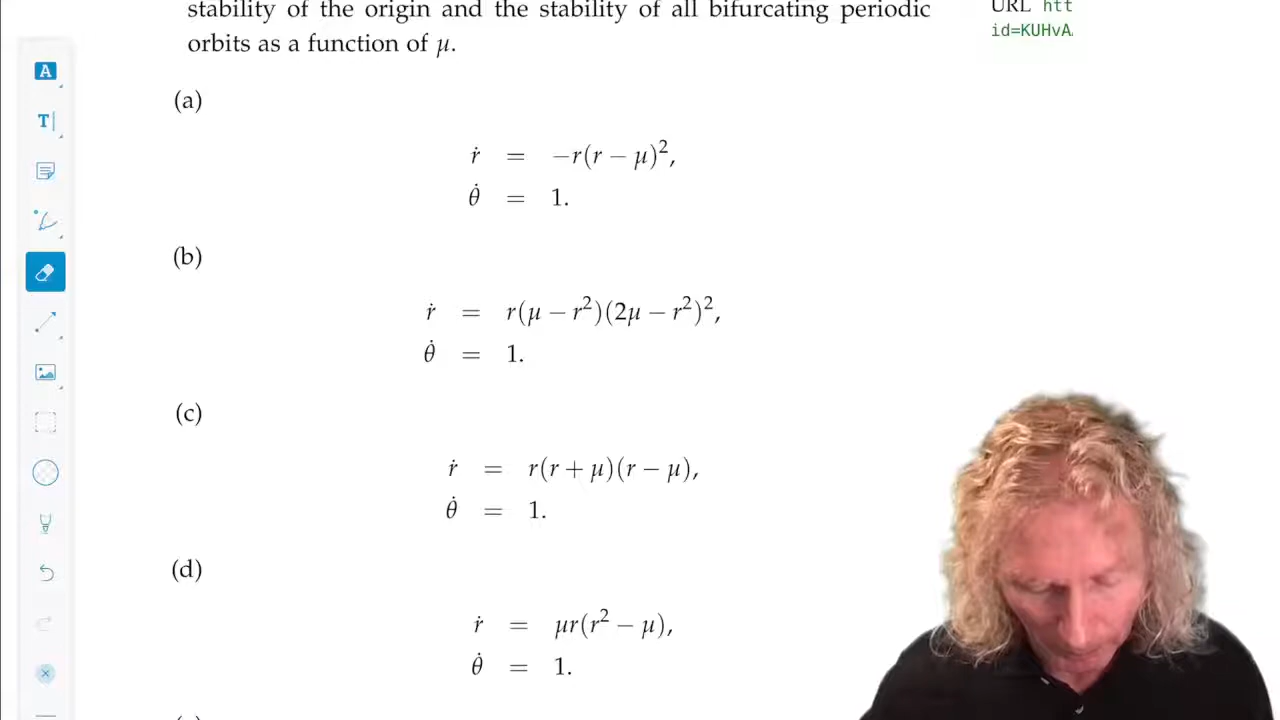 stability of the origin and the stability of all bifurcating periodic
orbits as a function of μ.
URL htt
id=KUHvA
A
T|
(a)
ṙ = −r(r − μ)²,
θ̇ = 1.
(b)
ṙ = r(μ − r²)(2μ − r²)²,
θ̇ = 1.
(c)
ṙ = r(r + μ)(r − μ),
θ̇ = 1.
(d)
ṙ = μr(r² − μ),
θ̇ = 1.